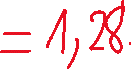 = 1,28.